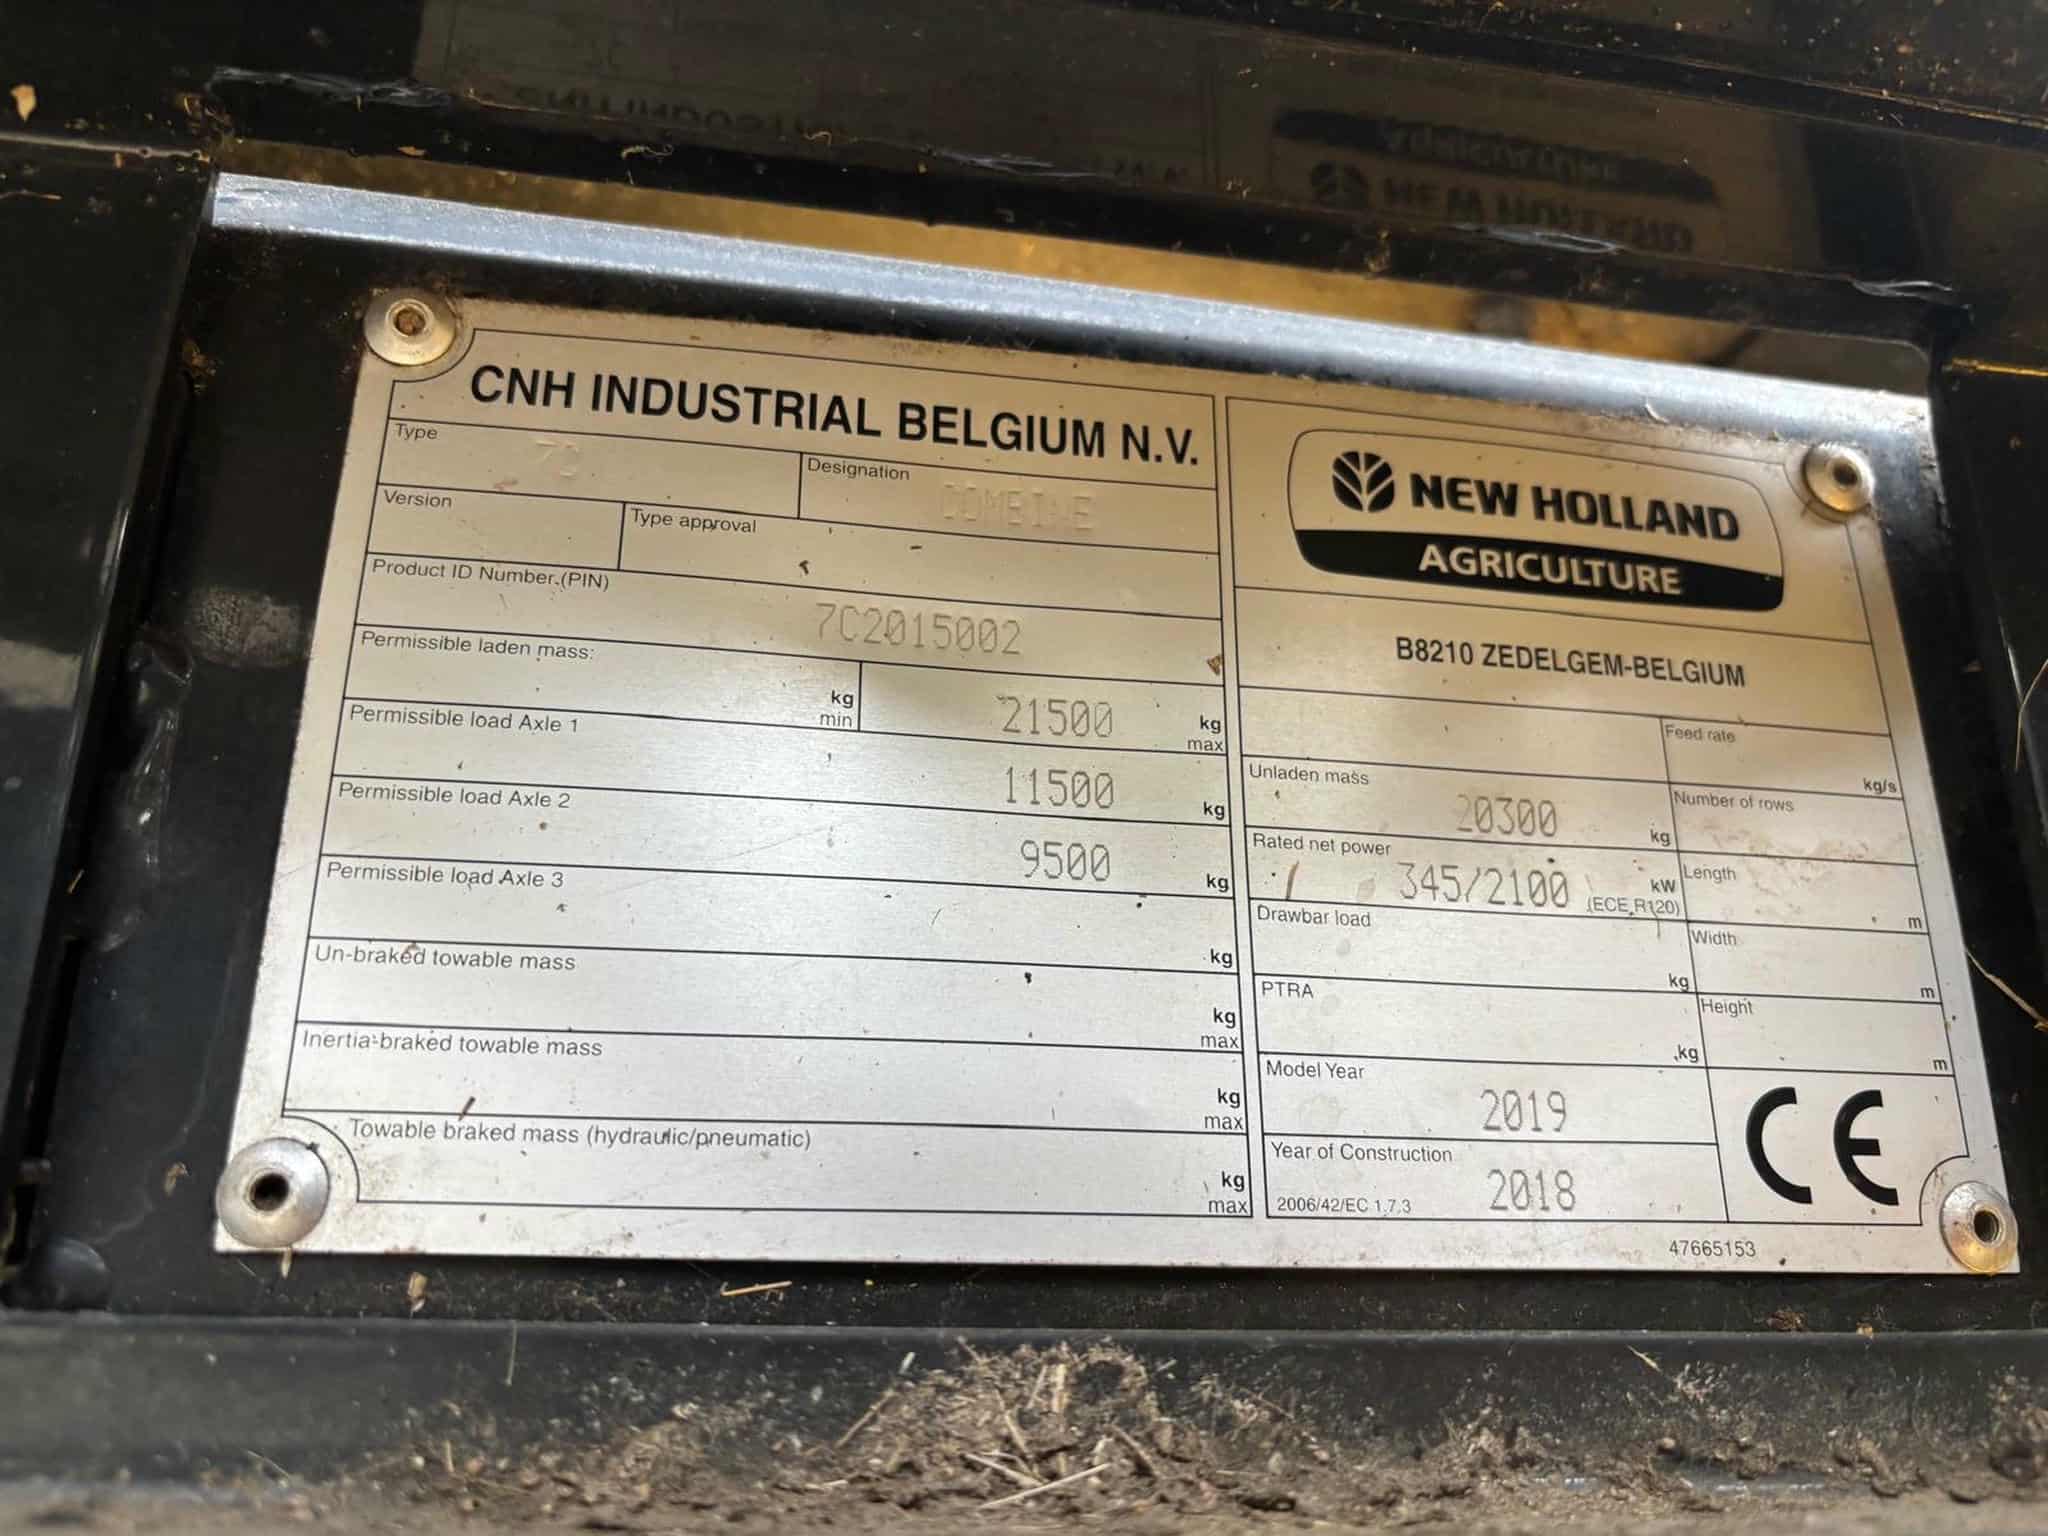 CNH INDUSTRIAL BELGIUM N.V.
Type 7C
Designation COMBINE
Version
Type approval
Product ID Number (PIN)
7C2015002
Permissible laden mass:
kg min
21500 kg max
Permissible load Axle 1
11500 kg
Permissible load Axle 2
9500 kg
Permissible load Axle 3
kg
Un-braked towable mass
kg max
Inertia-braked towable mass
kg max
Towable braked mass (hydraulic/pneumatic)
kg max
NEW HOLLAND
AGRICULTURE
B8210 ZEDELGEM-BELGIUM
Feed rate
kg/s
Unladen mass
20300 kg
Number of rows
Rated net power
345/2100 kW (ECE R120)
Length
m
Drawbar load
kg
Width
m
PTRA
kg
Height
m
Model Year
2019
Year of Construction
2006/42/EC 1.7.3 2018
CE
47665153